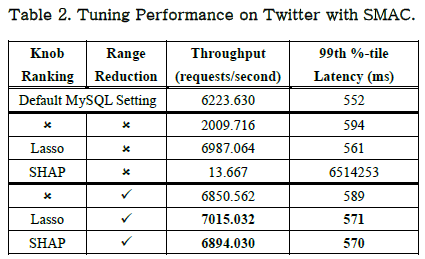 Table 2. Tuning Performance on Twitter with SMAC.
Knob Ranking Range Reduction Throughput (requests/second) 99th %-tile Latency (ms)
Default MySQL Setting 6223.630 552
× × 2009.716 594
Lasso × 6987.064 561
SHAP × 13.667 6514253
× ✓ 6850.562 589
Lasso ✓ 7015.032 571
SHAP ✓ 6894.030 570